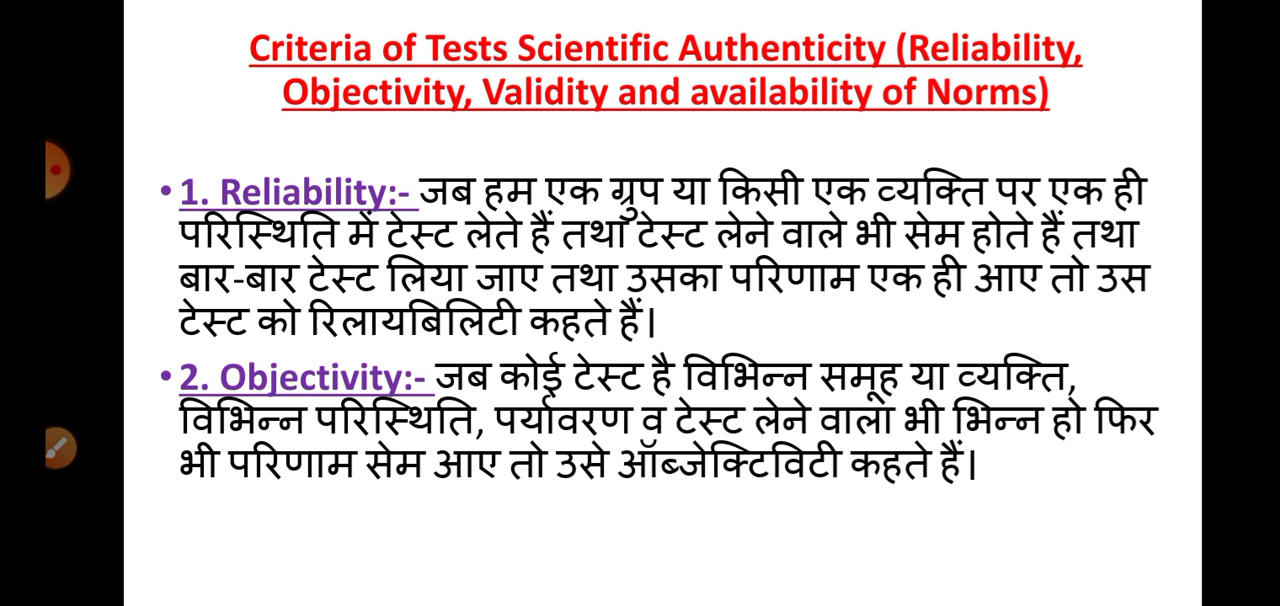 Criteria of Tests Scientific Authenticity (Reliability,
Objectivity, Validity and availability of Norms)
• 1. Reliability:- जब हम एक ग्रुप या किसी एक व्यक्ति पर एक ही
परिस्थिति में टेस्ट लेते हैं तथा टेस्ट लेने वाले भी सेम होते हैं तथा
बार-बार टेस्ट लिया जाए तथा उसका परिणाम एक ही आए तो उस
टेस्ट को रिलायबिलिटी कहते हैं।
• 2. Objectivity:- जब कोई टेस्ट है विभिन्न समूह या व्यक्ति,
विभिन्न परिस्थिति, पर्यावरण व टेस्ट लेने वाला भी भिन्न हो फिर
भी परिणाम सेम आए तो उसे ऑब्जेक्टिविटी कहते हैं।